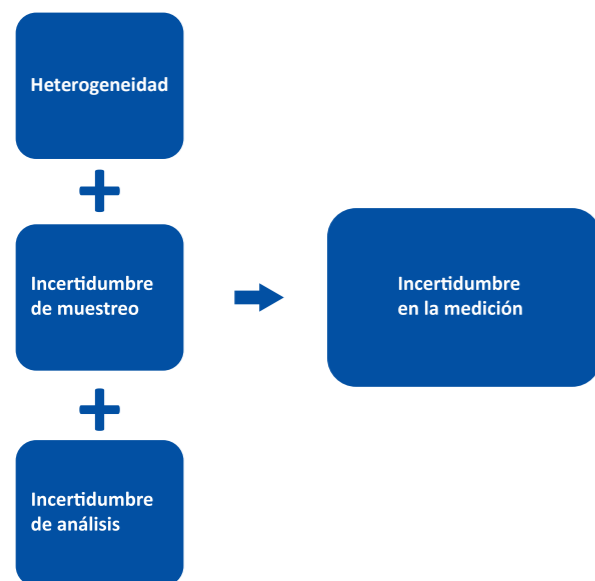 Heterogeneidad
+
Incertidumbre
de muestreo
Incertidumbre
en la medición
+
Incertidumbre
de análisis